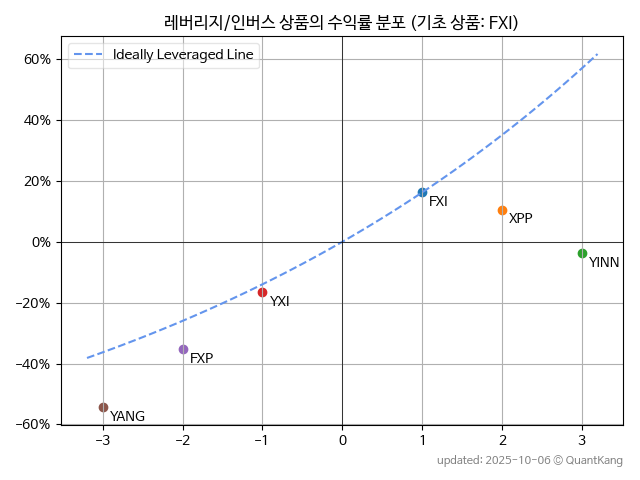 레버리지/인버스 상품의 수익률 분포 (기초 상품: FXI)
Ideally Leveraged Line
60%
40%
20%
0%
−20%
−40%
−60%
FXI
XPP
YINN
YXI
FXP
YANG
−3 −2 −1 0 1 2 3
updated: 2025-10-06 © QuantKang